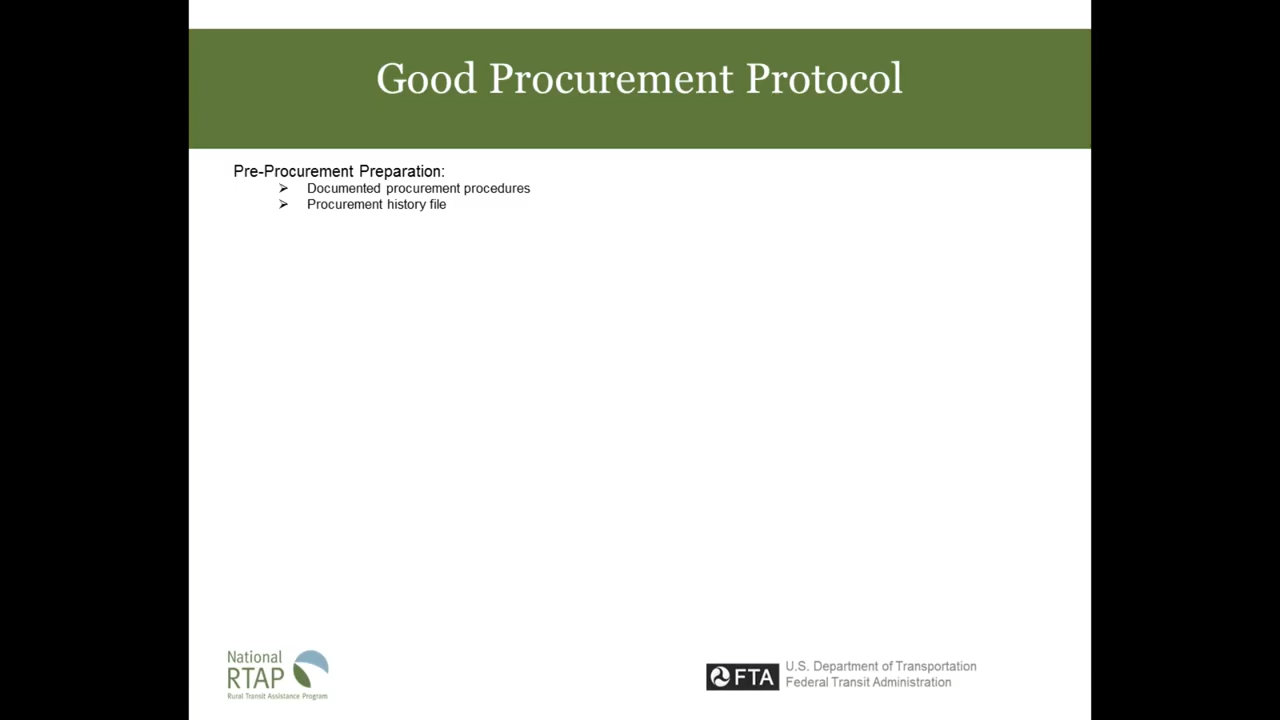 Good Procurement Protocol
Pre-Procurement Preparation:
➢ Documented procurement procedures
➢ Procurement history file
National
RTAP
Rural Transit Assistance Program
FTA
U.S. Department of Transportation
Federal Transit Administration